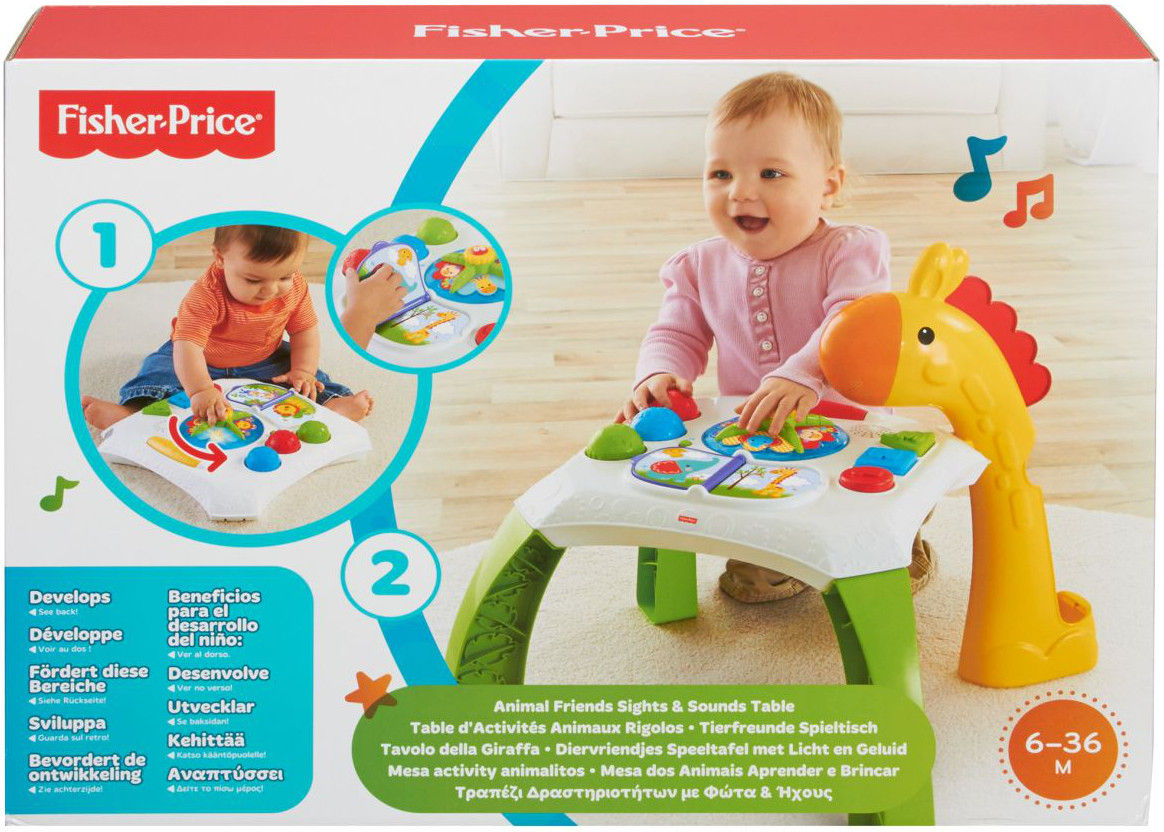 Fisher-Price®
Fisher-Price®
1
2
Develops
◀ See back!
Développe
◀ Voir au dos !
Fördert diese
Bereiche
◀ Siehe Rückseite!
Sviluppa
◀ Guarda sul retro!
Bevordert de
ontwikkeling
◀ Zie achterzijde!
Beneficios
para el
desarrollo
del niño:
◀ Ver al dorso.
Desenvolve
◀ Ver no verso!
Utvecklar
◀ Se baksidan!
Kehittää
◀ Katso kääntöpuolelle!
Αναπτύσσει
◀ Δείτε το πίσω μέρος!
Fisher-Price
Animal Friends Sights & Sounds Table
Table d'Activités Animaux Rigolos • Tierfreunde Spieltisch
Tavolo della Giraffa • Diervriendjes Speeltafel met Licht en Geluid
Mesa activity animalitos • Mesa dos Animais Aprender e Brincar
Τραπέζι Δραστηριοτήτων με Φώτα & Ήχους
6-36
M